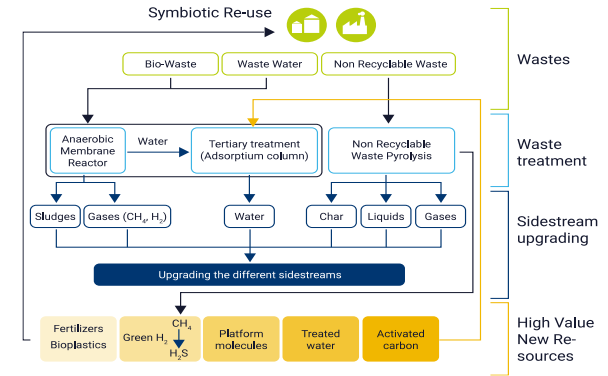 Symbiotic Re-use
Bio-Waste
Waste Water
Non Recyclable Waste
Wastes
Anaerobic
Membrane
Reactor
Water
Tertiary treatment
(Adsorptium column)
Non Recyclable
Waste Pyrolysis
Waste
treatment
Sludges
Gases (CH₄, H₂)
Water
Char
Liquids
Gases
Sidestream
upgrading
Upgrading the different sidestreams
Fertilizers
Bioplastics
Green H₂
CH₄
H₂S
Platform
molecules
Treated
water
Activated
carbon
High Value
New Re-
sources